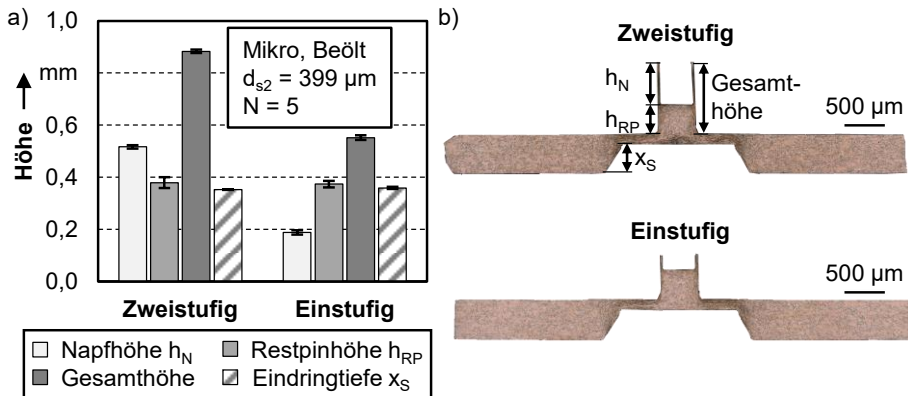 a)
1,0
mm
0,6
0,4
0,2
0,0
Höhe
Mikro, Beölt
d_s2 = 399 µm
N = 5
Zweistufig
Einstufig
Napfhöhe h_N
Restpinhöhe h_RP
Gesamthöhe
Eindringtiefe x_S
b)
Zweistufig
h_N
h_RP
Gesamt-
höhe
x_S
500 µm
Einstufig
500 µm